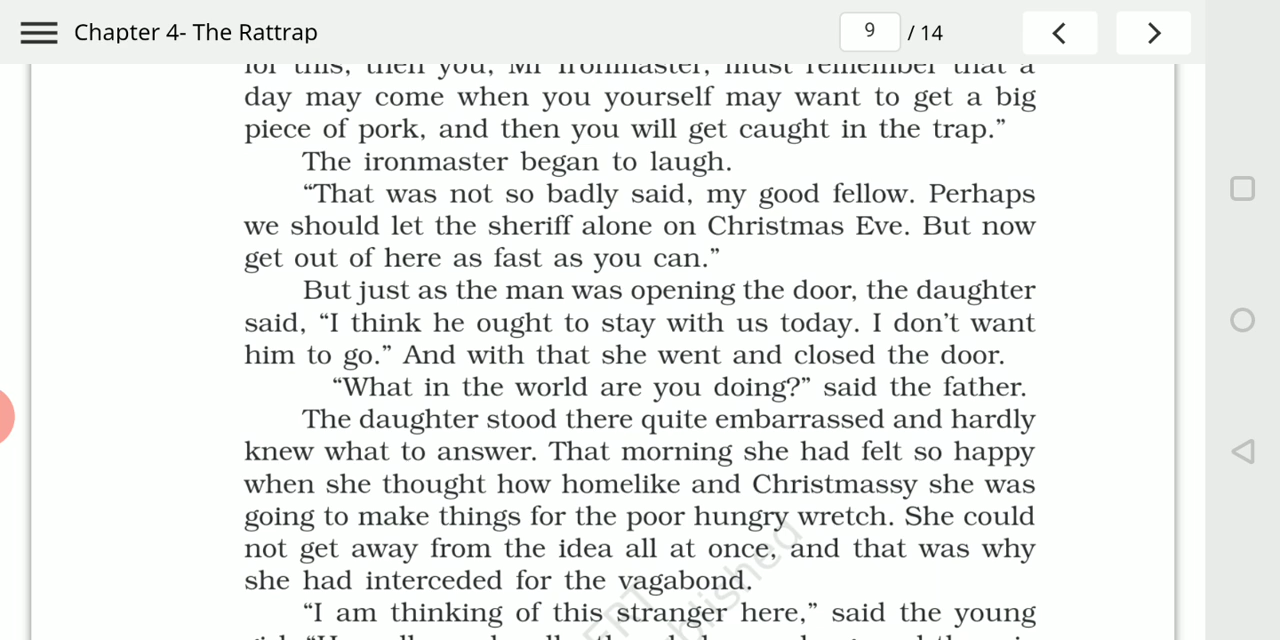 Chapter 4- The Rattrap
9 / 14
for this, then you, Mr Ironmaster, must remember that a
day may come when you yourself may want to get a big
piece of pork, and then you will get caught in the trap.”
The ironmaster began to laugh.
“That was not so badly said, my good fellow. Perhaps
we should let the sheriff alone on Christmas Eve. But now
get out of here as fast as you can.”
But just as the man was opening the door, the daughter
said, “I think he ought to stay with us today. I don’t want
him to go.” And with that she went and closed the door.
“What in the world are you doing?” said the father.
The daughter stood there quite embarrassed and hardly
knew what to answer. That morning she had felt so happy
when she thought how homelike and Christmassy she was
going to make things for the poor hungry wretch. She could
not get away from the idea all at once, and that was why
she had interceded for the vagabond.
“I am thinking of this stranger here,” said the young